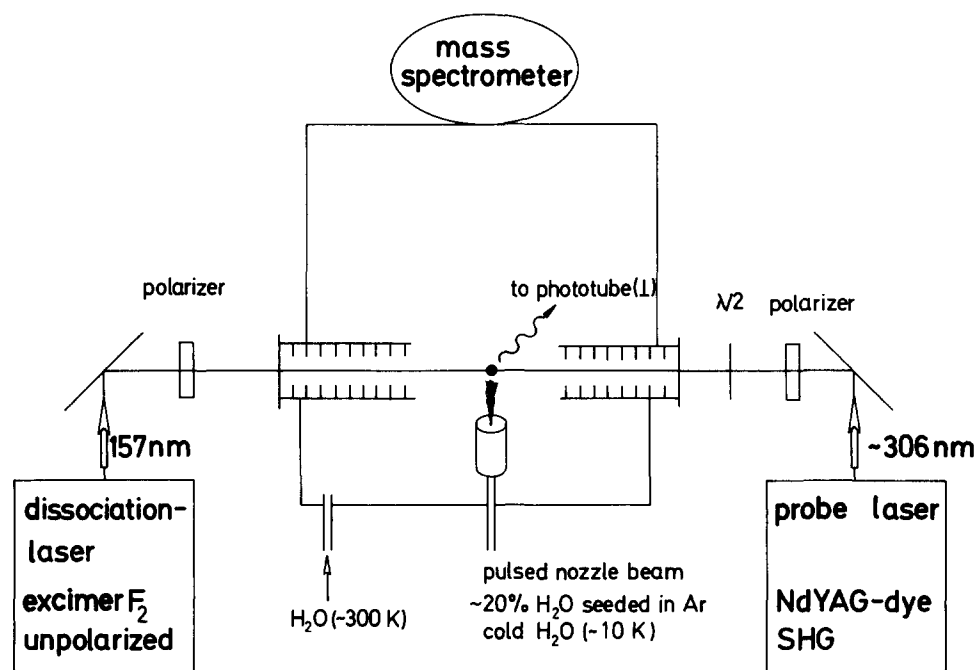 mass
spectrometer
polarizer
to phototube(⊥)
λ/2
polarizer
157nm
~306nm
dissociation-
laser
excimer F₂
unpolarized
H₂O (~300 K)
pulsed nozzle beam
~20% H₂O seeded in Ar
cold H₂O (~10 K)
probe laser
NdYAG-dye
SHG